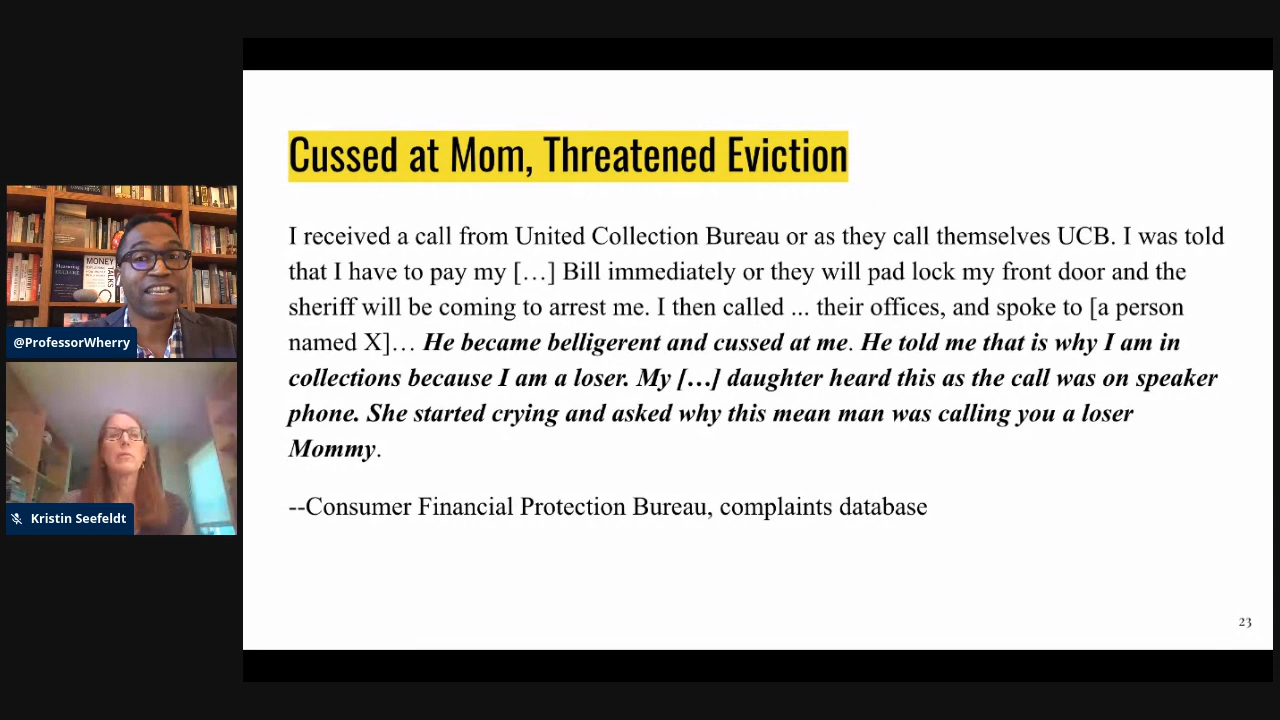 Cussed at Mom, Threatened Eviction
I received a call from United Collection Bureau or as they call themselves UCB. I was told
that I have to pay my […] Bill immediately or they will pad lock my front door and the
sheriff will be coming to arrest me. I then called ... their offices, and spoke to [a person
named X]… He became belligerent and cussed at me. He told me that is why I am in
collections because I am a loser. My […] daughter heard this as the call was on speaker
phone. She started crying and asked why this mean man was calling you a loser
Mommy.
--Consumer Financial Protection Bureau, complaints database
23
MONEY
TALKS
@ProfessorWherry
Kristin Seefeldt